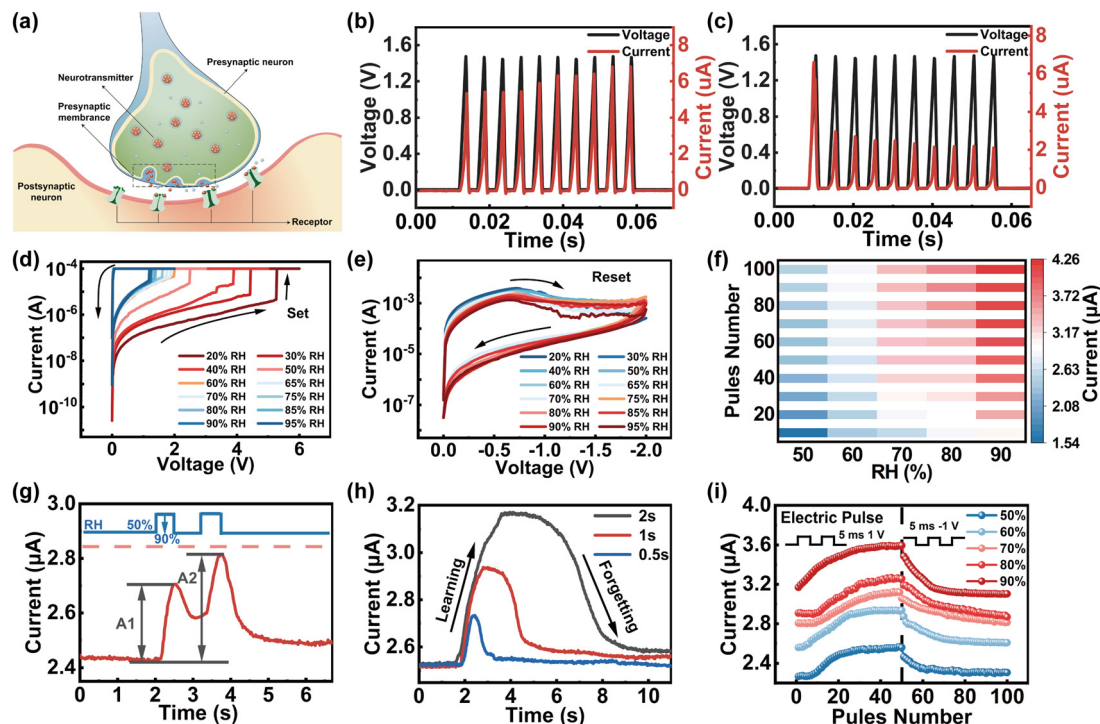 (a)
Neurotransmitter
Presynaptic neuron
Presynaptic
membrance
Postsynaptic
neuron
Receptor
(b)
Voltage
Current
Voltage (V)
1.6
1.2
0.8
0.4
0.0
8
6
4
2
0
Current (uA)
0.00 0.02 0.04 0.06
Time (s)
(c)
Voltage
Current
Voltage (V)
1.6
1.2
0.8
0.4
0.0
8
6
4
2
0
Current (uA)
0.00 0.02 0.04 0.06
Time (s)
(d)
Current (A)
10⁻⁴
10⁻⁶
10⁻⁸
10⁻¹⁰
Set
20% RH 30% RH
40% RH 50% RH
60% RH 65% RH
70% RH 75% RH
80% RH 85% RH
90% RH 95% RH
0 2 4 6
Voltage (V)
(e)
Reset
Current (A)
10⁻³
10⁻⁵
10⁻⁷
20% RH 30% RH
40% RH 50% RH
60% RH 65% RH
70% RH 75% RH
80% RH 85% RH
90% RH 95% RH
0.0 -0.5 -1.0 -1.5 -2.0
Voltage (V)
(f)
Pules Number
100
80
60
40
20
50 60 70 80 90
RH (%)
4.26
3.72
3.17
2.63
2.08
1.54
Current (μA)
(g)
Current (μA)
3.0
2.8
2.6
2.4
RH
50%
90%
A1
A2
0 1 2 3 4 5 6
Time (s)
(h)
Current (μA)
3.2
3.0
2.8
2.6
2s
1s
0.5s
Learning
Forgetting
0 2 4 6 8 10
Time (s)
(i)
Current (μA)
3.6
3.2
2.8
2.4
Electric Pulse
5 ms 1 V
5 ms -1 V
50%
60%
70%
80%
90%
0 20 40 60 80 100
Pules Number